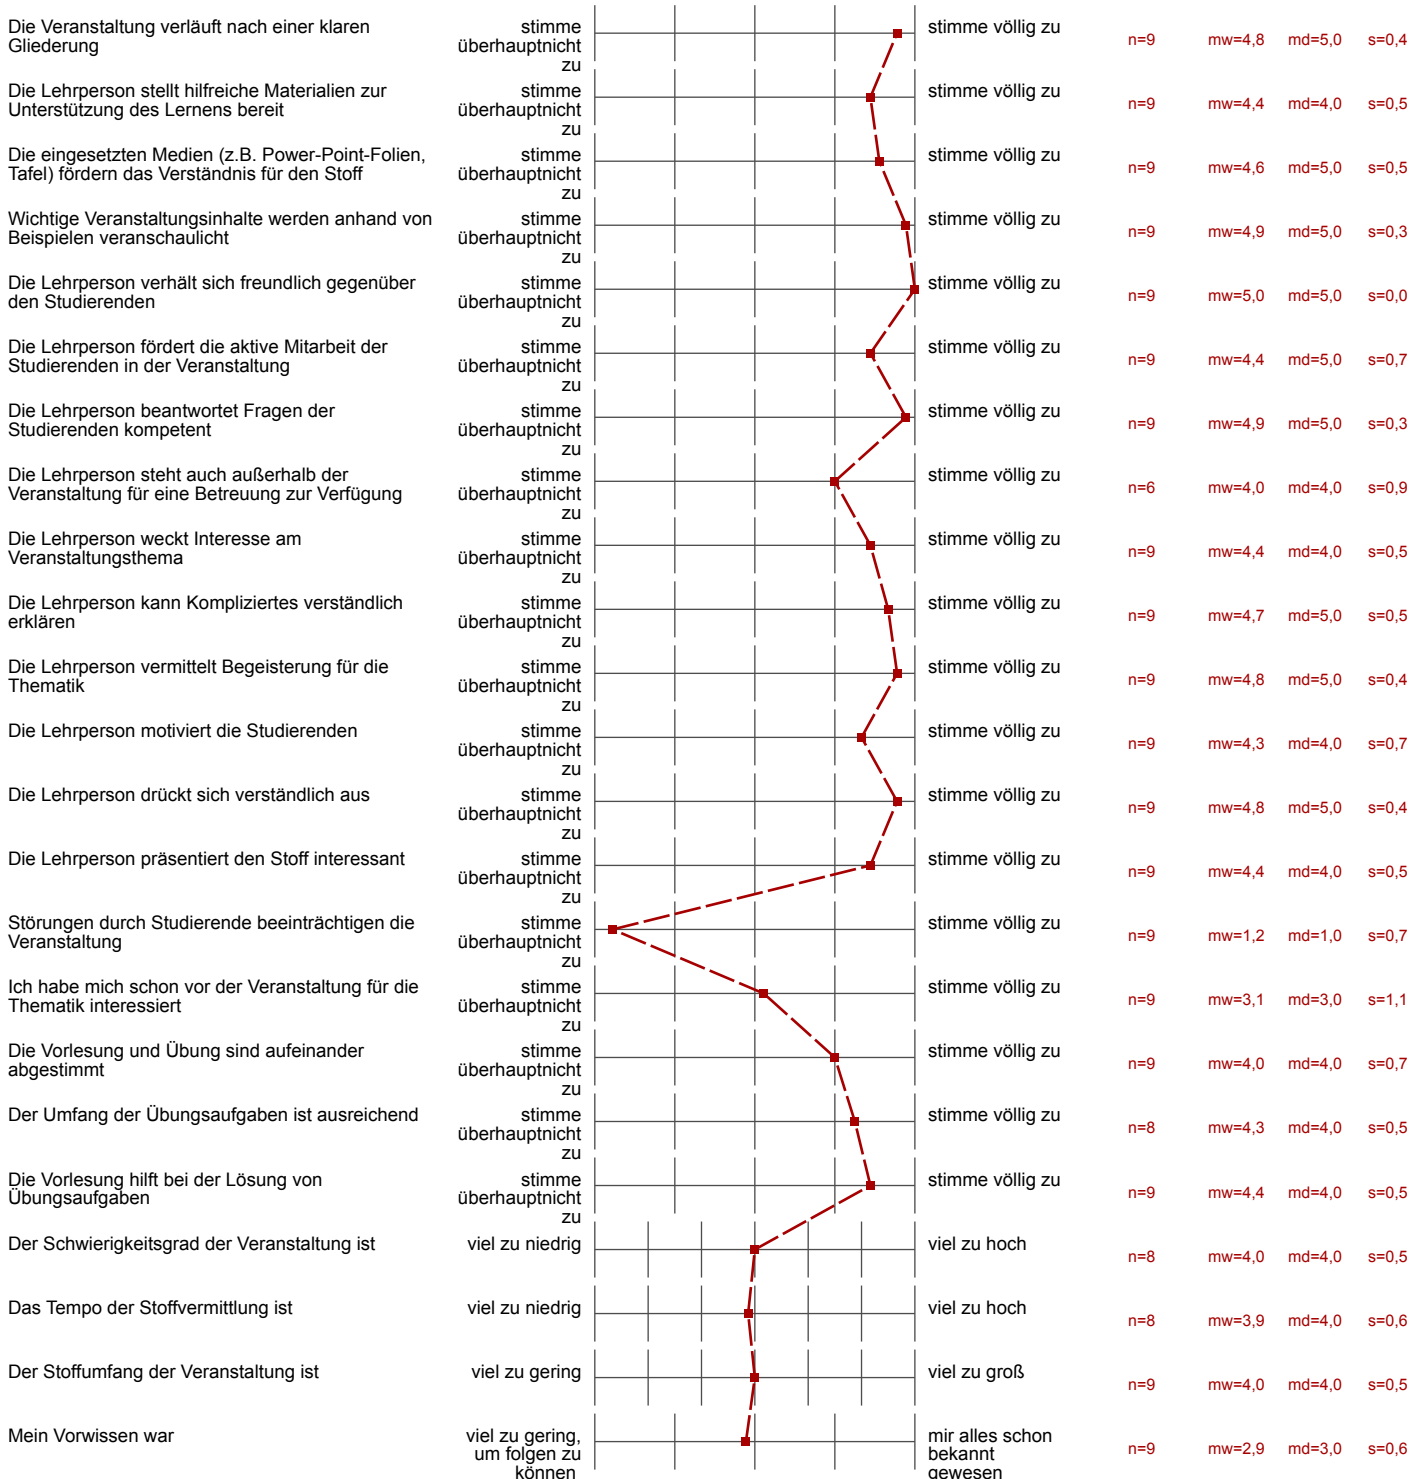 Die Veranstaltung verläuft nach einer klaren
Gliederung
stimme
überhauptnicht
zu
stimme völlig zu
n=9 mw=4,8 md=5,0 s=0,4
Die Lehrperson stellt hilfreiche Materialien zur
Unterstützung des Lernens bereit
stimme
überhauptnicht
zu
stimme völlig zu
n=9 mw=4,4 md=4,0 s=0,5
Die eingesetzten Medien (z.B. Power-Point-Folien,
Tafel) fördern das Verständnis für den Stoff
stimme
überhauptnicht
zu
stimme völlig zu
n=9 mw=4,6 md=5,0 s=0,5
Wichtige Veranstaltungsinhalte werden anhand von
Beispielen veranschaulicht
stimme
überhauptnicht
zu
stimme völlig zu
n=9 mw=4,9 md=5,0 s=0,3
Die Lehrperson verhält sich freundlich gegenüber
den Studierenden
stimme
überhauptnicht
zu
stimme völlig zu
n=9 mw=5,0 md=5,0 s=0,0
Die Lehrperson fördert die aktive Mitarbeit der
Studierenden in der Veranstaltung
stimme
überhauptnicht
zu
stimme völlig zu
n=9 mw=4,4 md=5,0 s=0,7
Die Lehrperson beantwortet Fragen der
Studierenden kompetent
stimme
überhauptnicht
zu
stimme völlig zu
n=9 mw=4,9 md=5,0 s=0,3
Die Lehrperson steht auch außerhalb der
Veranstaltung für eine Betreuung zur Verfügung
stimme
überhauptnicht
zu
stimme völlig zu
n=6 mw=4,0 md=4,0 s=0,9
Die Lehrperson weckt Interesse am
Veranstaltungsthema
stimme
überhauptnicht
zu
stimme völlig zu
n=9 mw=4,4 md=4,0 s=0,5
Die Lehrperson kann Kompliziertes verständlich
erklären
stimme
überhauptnicht
zu
stimme völlig zu
n=9 mw=4,7 md=5,0 s=0,5
Die Lehrperson vermittelt Begeisterung für die
Thematik
stimme
überhauptnicht
zu
stimme völlig zu
n=9 mw=4,8 md=5,0 s=0,4
Die Lehrperson motiviert die Studierenden
stimme
überhauptnicht
zu
stimme völlig zu
n=9 mw=4,3 md=4,0 s=0,7
Die Lehrperson drückt sich verständlich aus
stimme
überhauptnicht
zu
stimme völlig zu
n=9 mw=4,8 md=5,0 s=0,4
Die Lehrperson präsentiert den Stoff interessant
stimme
überhauptnicht
zu
stimme völlig zu
n=9 mw=4,4 md=4,0 s=0,5
Störungen durch Studierende beeinträchtigen die
Veranstaltung
stimme
überhauptnicht
zu
stimme völlig zu
n=9 mw=1,2 md=1,0 s=0,7
Ich habe mich schon vor der Veranstaltung für die
Thematik interessiert
stimme
überhauptnicht
zu
stimme völlig zu
n=9 mw=3,1 md=3,0 s=1,1
Die Vorlesung und Übung sind aufeinander
abgestimmt
stimme
überhauptnicht
zu
stimme völlig zu
n=9 mw=4,0 md=4,0 s=0,7
Der Umfang der Übungsaufgaben ist ausreichend
stimme
überhauptnicht
zu
stimme völlig zu
n=8 mw=4,3 md=4,0 s=0,5
Die Vorlesung hilft bei der Lösung von
Übungsaufgaben
stimme
überhauptnicht
zu
stimme völlig zu
n=9 mw=4,4 md=4,0 s=0,5
Der Schwierigkeitsgrad der Veranstaltung ist
viel zu niedrig
viel zu hoch
n=8 mw=4,0 md=4,0 s=0,5
Das Tempo der Stoffvermittlung ist
viel zu niedrig
viel zu hoch
n=8 mw=3,9 md=4,0 s=0,6
Der Stoffumfang der Veranstaltung ist
viel zu gering
viel zu groß
n=9 mw=4,0 md=4,0 s=0,5
Mein Vorwissen war
viel zu gering,
um folgen zu
können
mir alles schon
bekannt
gewesen
n=9 mw=2,9 md=3,0 s=0,6